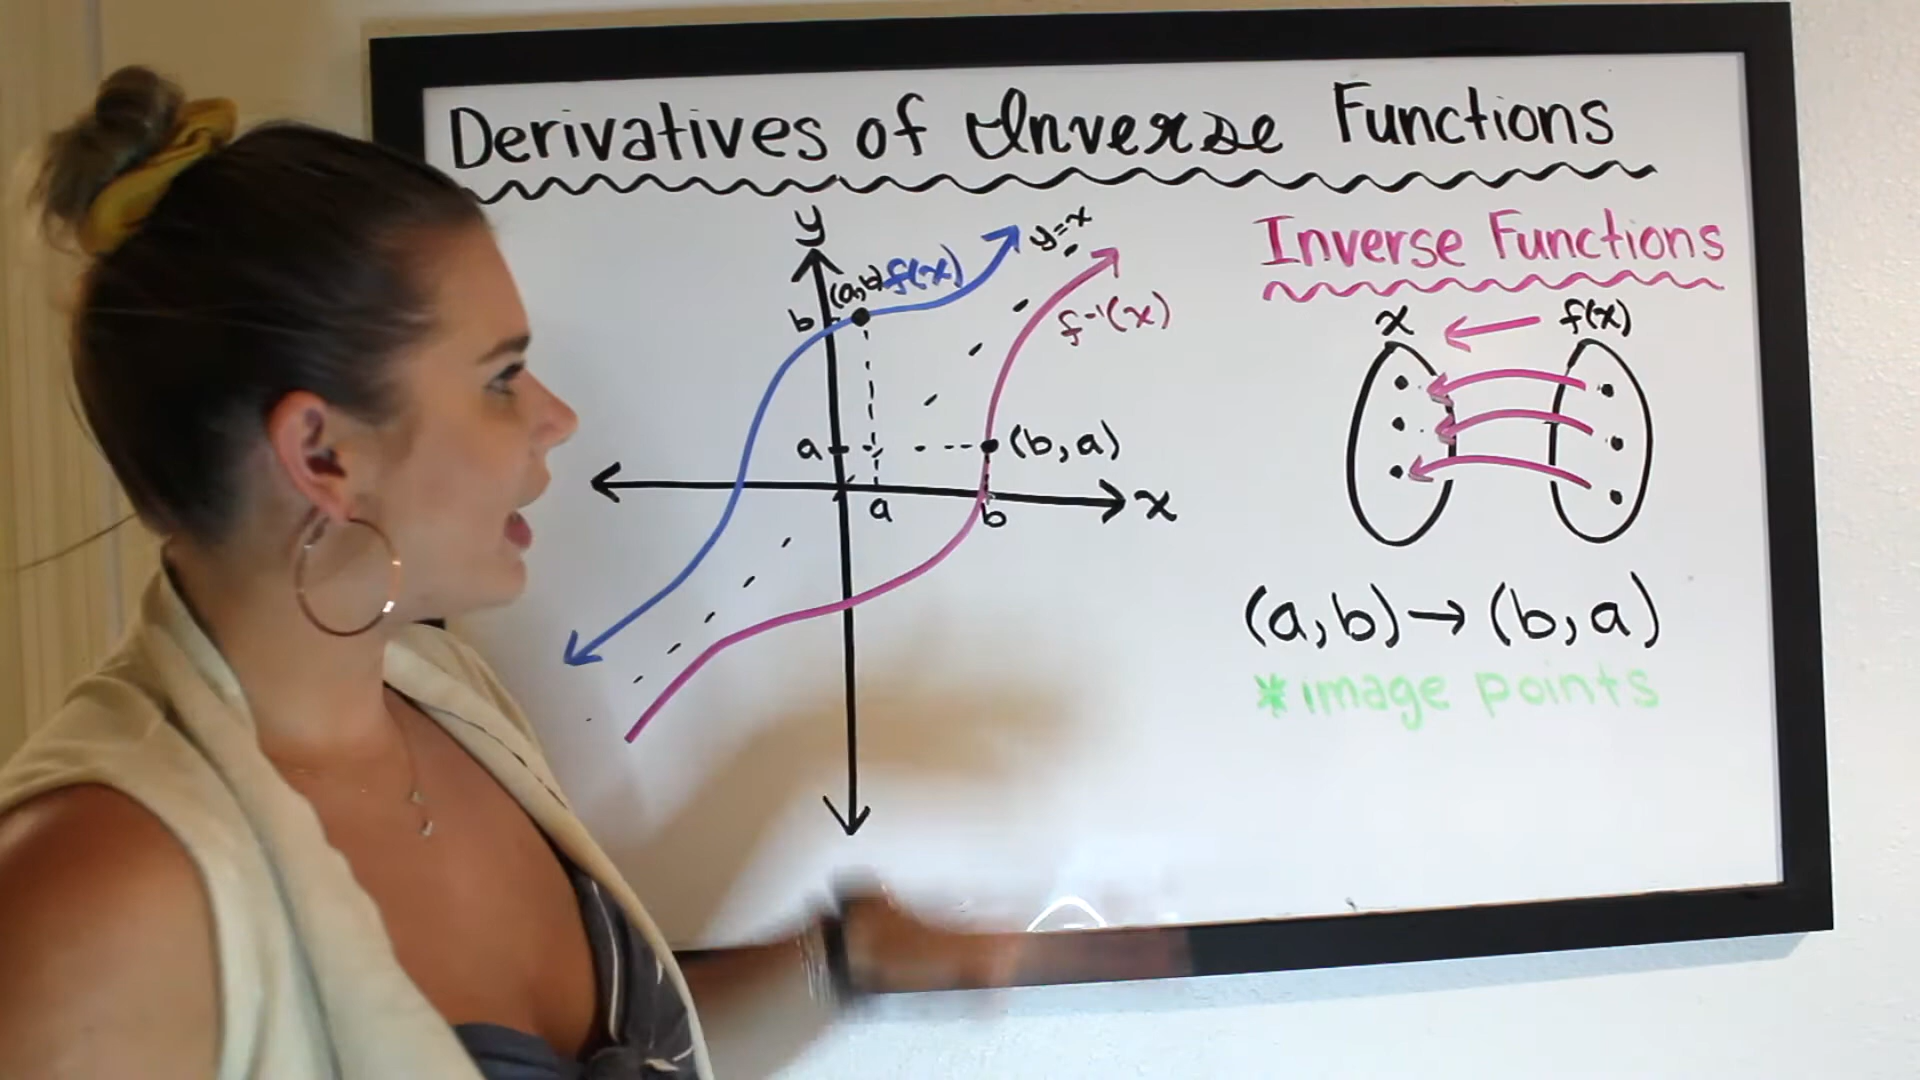 Derivatives of Inverse Functions
y
y=x
(a,b) f(x)
b
f⁻¹(x)
a
(b,a)
a
b
x
Inverse Functions
x
f(x)
(a,b)→(b,a)
*image points